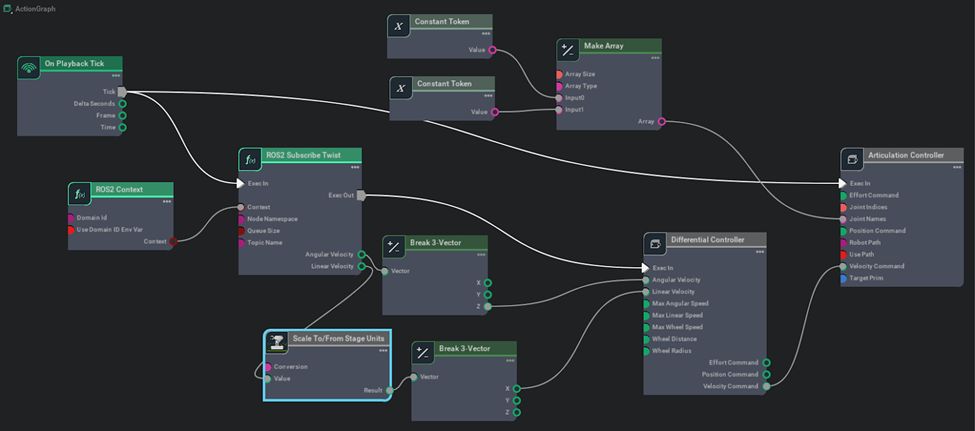 ActionGraph
On Playback Tick
Tick
Delta Seconds
Frame
Time
ROS2 Context
Domain Id
Use Domain ID Env Var
Context
ROS2 Subscribe Twist
Exec In
Exec Out
Context
Node Namespace
Queue Size
Topic Name
Angular Velocity
Linear Velocity
Constant Token
Value
Constant Token
Value
Make Array
Array Size
Array Type
Input0
Input1
Array
Break 3-Vector
Vector
X
Y
Z
Scale To/From Stage Units
Conversion
Value
Result
Break 3-Vector
Vector
X
Y
Z
Differential Controller
Exec In
Angular Velocity
Linear Velocity
Max Angular Speed
Max Linear Speed
Max Wheel Speed
Wheel Distance
Wheel Radius
Effort Command
Position Command
Velocity Command
Articulation Controller
Exec In
Effort Command
Joint Indices
Joint Names
Position Command
Robot Path
Use Path
Velocity Command
Target Prim